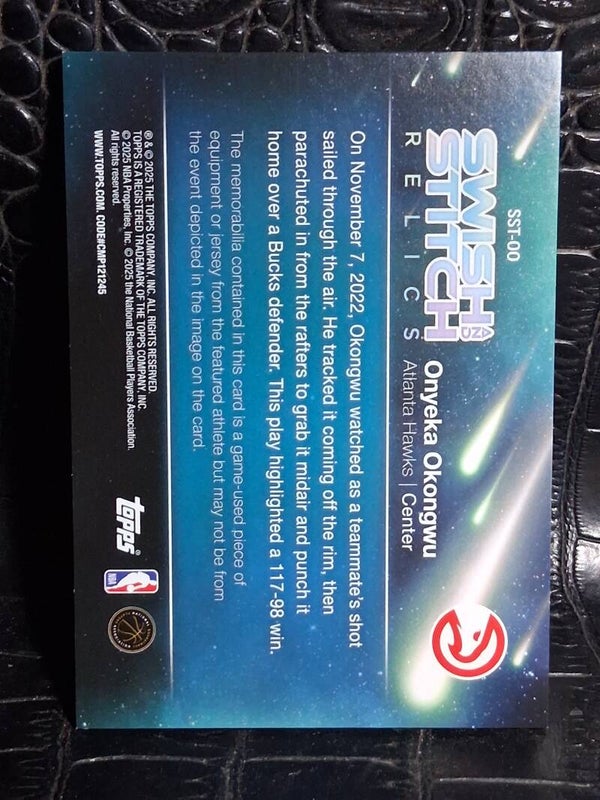 SST-OO
SWISH
AND
STITCH
RELICS
Onyeka Okongwu
Atlanta Hawks | Center
On November 7, 2022, Okongwu watched as a teammate's shot
sailed through the air. He tracked it coming off the rim, then
parachuted in from the rafters to grab it midair and punch it
home over a Bucks defender. This play highlighted a 117-98 win.
The memorabilia contained in this card is a game-used piece of
equipment or jersey from the featured athlete but may not be from
the event depicted in the image on the card.
® & © 2025 THE TOPPS COMPANY, INC. ALL RIGHTS RESERVED.
TOPPS IS A REGISTERED TRADEMARK OF THE TOPPS COMPANY, INC.
© 2025 NBA Properties, Inc. © 2025 the National Basketball Players Association.
All rights reserved.
WWW.TOPPS.COM. CODE#CMP121245
topps®
NBA